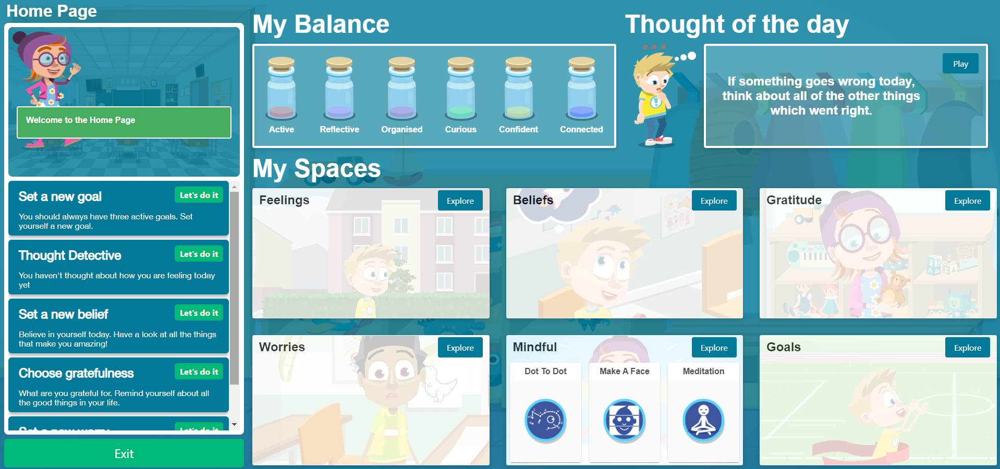 Home Page
Welcome to the Home Page
Set a new goal
Let's do it
You should always have three active goals. Set
yourself a new goal.
Thought Detective
Let's do it
You haven't thought about how you are feeling today
yet
Set a new belief
Let's do it
Believe in yourself today. Have a look at all the things
that make you amazing!
Choose gratefulness
Let's do it
What are you grateful for. Remind yourself about all
the good things in your life.
Set a new worry
Let's do it
Exit
My Balance
Active
Reflective
Organised
Curious
Confident
Connected
Thought of the day
Play
If something goes wrong today,
think about all of the other things
which went right.
My Spaces
Feelings
Explore
Beliefs
Explore
Gratitude
Explore
Worries
Explore
Mindful
Explore
Dot To Dot
Make A Face
Meditation
Goals
Explore